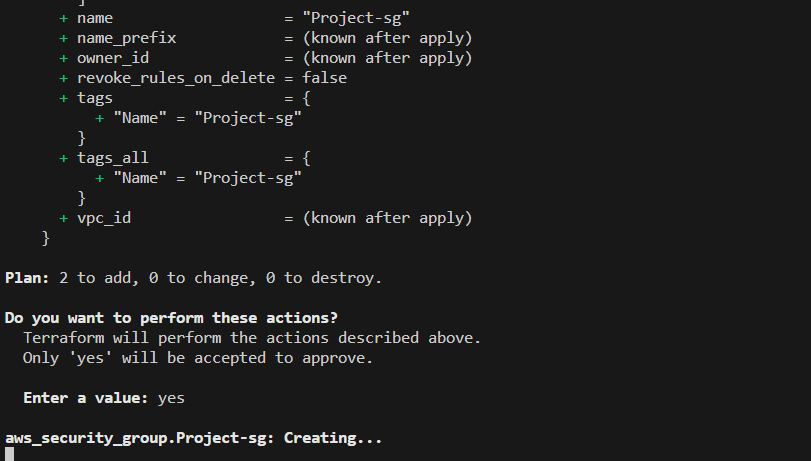 ]
+ name = "Project-sg"
+ name_prefix = (known after apply)
+ owner_id = (known after apply)
+ revoke_rules_on_delete = false
+ tags = {
+ "Name" = "Project-sg"
}
+ tags_all = {
+ "Name" = "Project-sg"
}
+ vpc_id = (known after apply)
}
Plan: 2 to add, 0 to change, 0 to destroy.
Do you want to perform these actions?
Terraform will perform the actions described above.
Only 'yes' will be accepted to approve.
Enter a value: yes
aws_security_group.Project-sg: Creating...